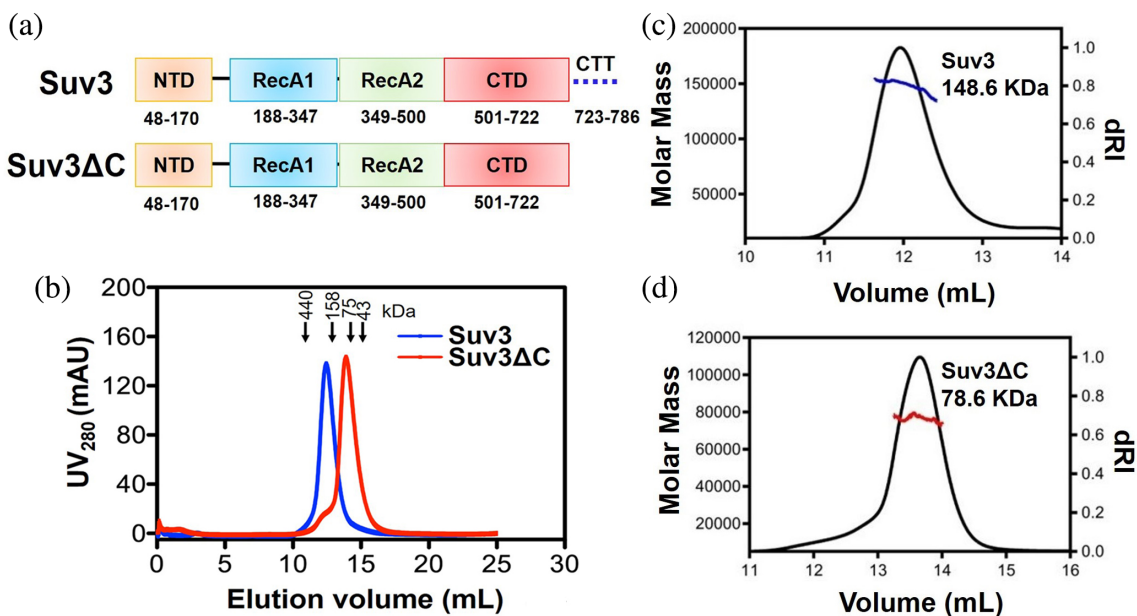 (a)
CTT
Suv3 NTD RecA1 RecA2 CTD
48-170 188-347 349-500 501-722 723-786
Suv3ΔC NTD RecA1 RecA2 CTD
48-170 188-347 349-500 501-722
(b)
200
160
120
80
40
0
UV280 (mAU)
440 158 75 43 kDa
Suv3
Suv3ΔC
0 5 10 15 20 25 30
Elution volume (mL)
(c)
200000
150000
100000
50000
Molar Mass
Suv3
148.6 KDa
1.0
0.8
0.6
0.4
0.2
0.0
dRI
10 11 12 13 14
Volume (mL)
(d)
120000
100000
80000
60000
40000
20000
Molar Mass
Suv3ΔC
78.6 KDa
1.0
0.8
0.6
0.4
0.2
0.0
dRI
11 12 13 14 15 16
Volume (mL)